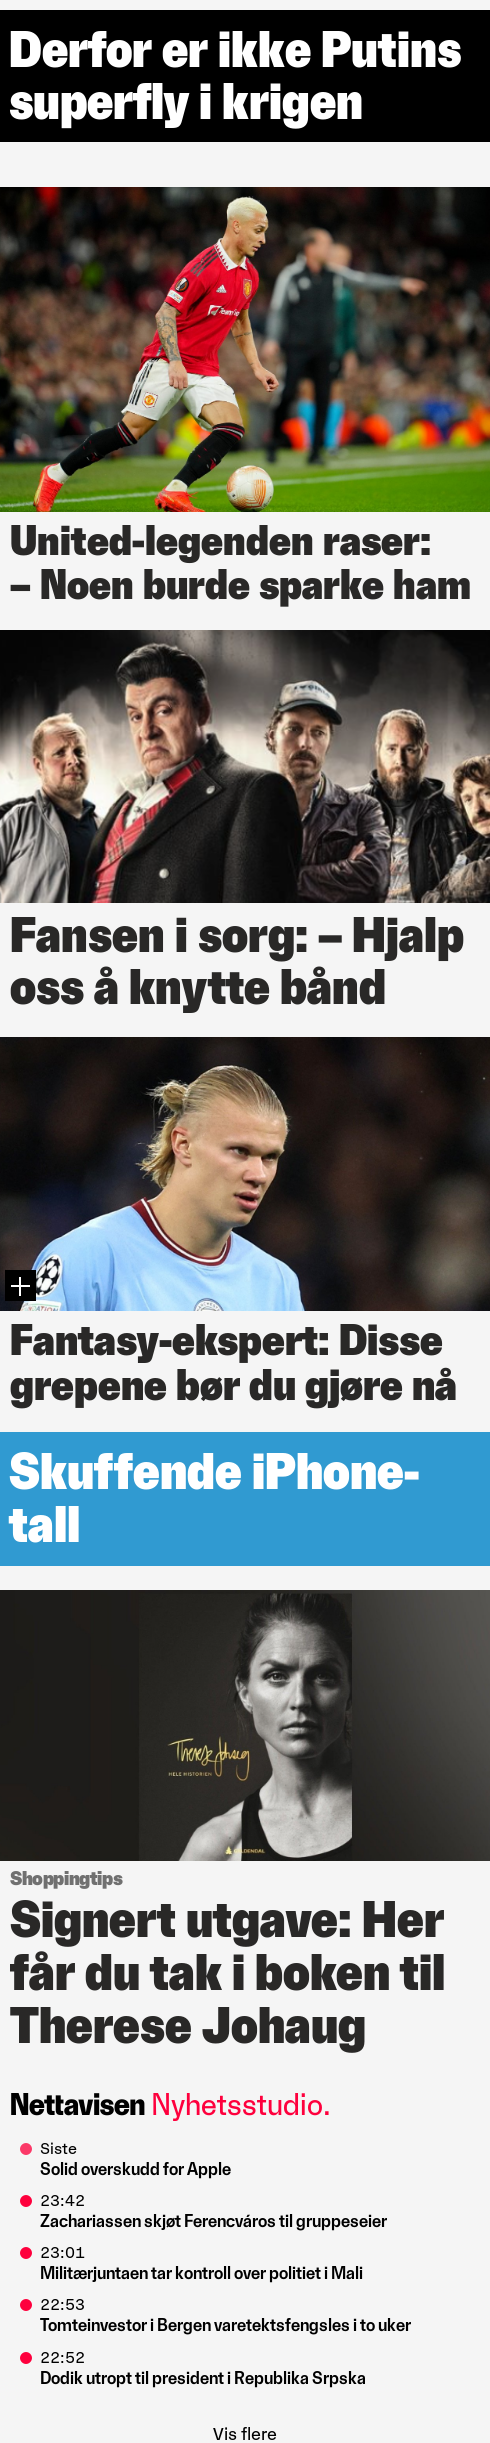 Derfor er ikke Putins
superfly i krigen
United-legenden raser:
– Noen burde sparke ham
Fansen i sorg: – Hjalp
oss å knytte bånd
Fantasy-ekspert: Disse
grepene bør du gjøre nå
Skuffende iPhone-
tall
Therese Johaug
HELE HISTORIEN
GYLDENDAL
Shoppingtips
Signert utgave: Her
får du tak i boken til
Therese Johaug
Nettavisen Nyhetsstudio.
Siste
Solid overskudd for Apple
23:42
Zachariassen skjøt Ferencváros til gruppeseier
23:01
Militærjuntaen tar kontroll over politiet i Mali
22:53
Tomteinvestor i Bergen varetektsfengsles i to uker
22:52
Dodik utropt til president i Republika Srpska
Vis flere